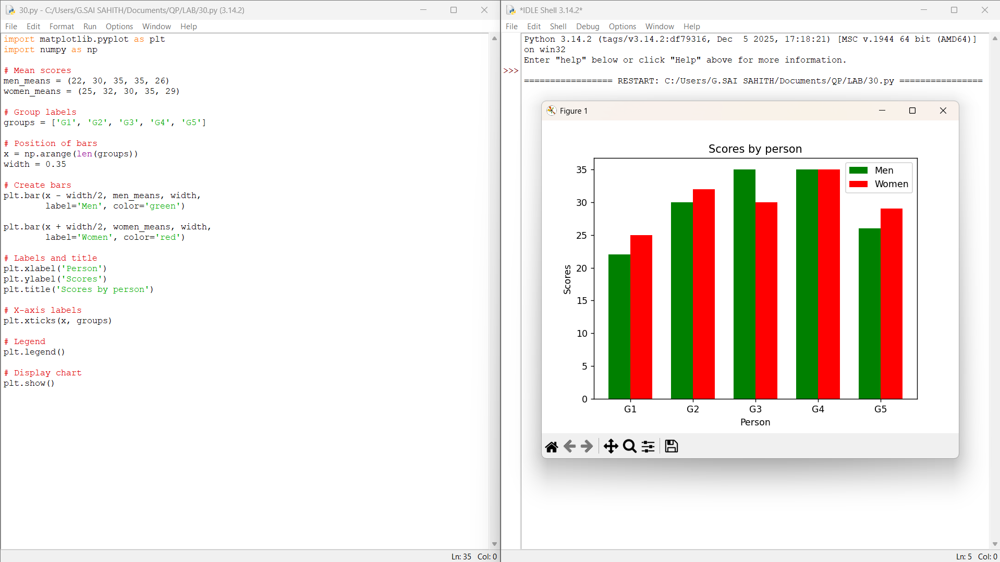 30.py - C:/Users/G.SAI SAHITH/Documents/QP/LAB/30.py (3.14.2)
File Edit Format Run Options Window Help
import matplotlib.pyplot as plt
import numpy as np
# Mean scores
men_means = (22, 30, 35, 35, 26)
women_means = (25, 32, 30, 35, 29)
# Group labels
groups = ['G1', 'G2', 'G3', 'G4', 'G5']
# Position of bars
x = np.arange(len(groups))
width = 0.35
# Create bars
plt.bar(x - width/2, men_means, width,
        label='Men', color='green')
plt.bar(x + width/2, women_means, width,
        label='Women', color='red')
# Labels and title
plt.xlabel('Person')
plt.ylabel('Scores')
plt.title('Scores by person')
# X-axis labels
plt.xticks(x, groups)
# Legend
plt.legend()
# Display chart
plt.show()
Ln: 35 Col: 0
*IDLE Shell 3.14.2*
File Edit Shell Debug Options Window Help
Python 3.14.2 (tags/v3.14.2:df79316, Dec  5 2025, 17:18:21) [MSC v.1944 64 bit (AMD64)]
on win32
Enter "help" below or click "Help" above for more information.
>>>
================= RESTART: C:/Users/G.SAI SAHITH/Documents/QP/LAB/30.py ================
Figure 1
Scores by person
Men
Women
35
30
25
20
15
10
5
0
Scores
G1 G2 G3 G4 G5
Person
Ln: 5 Col: 0